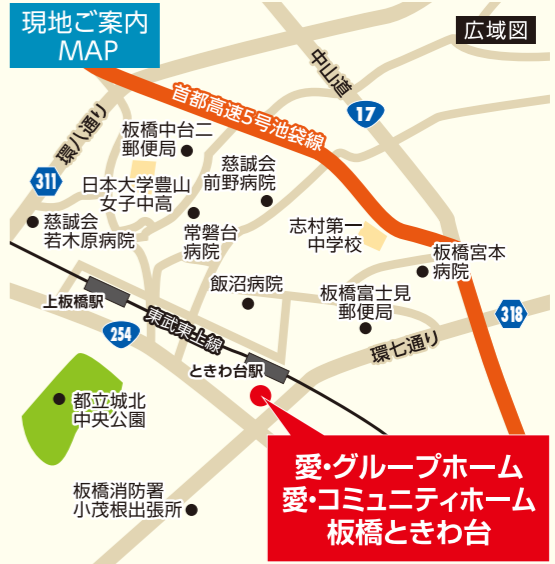 現地ご案内
MAP
広域図
中山道
17
首都高速5号池袋線
環八通り
311
板橋中台二
郵便局
慈誠会
前野病院
日本大学豊山
女子中高
慈誠会
若木原病院
常磐台
病院
志村第一
中学校
板橋宮本
病院
飯沼病院
板橋富士見
郵便局
318
上板橋駅
254
東武東上線
環七通り
ときわ台駅
都立城北
中央公園
愛・グループホーム
愛・コミュニティホーム
板橋ときわ台
板橋消防署
小茂根出張所